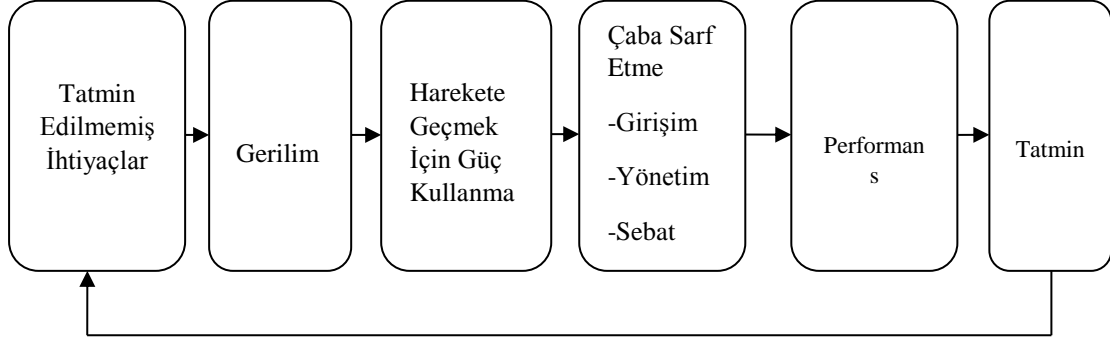 Tatmin
Edilmemiş
İhtiyaçlar
Gerilim
Harekete
Geçmek
İçin Güç
Kullanma
Çaba Sarf
Etme
-Girişim
-Yönetim
-Sebat
Performan
s
Tatmin